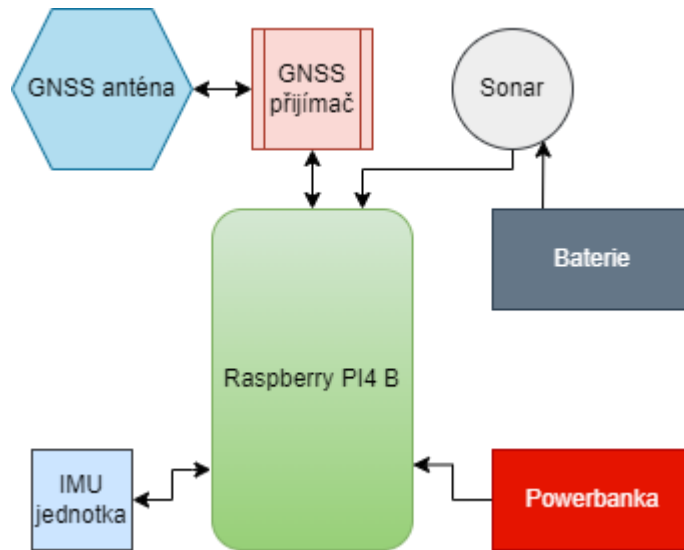 GNSS anténa
GNSS
přijímač
Sonar
Baterie
Raspberry PI4 B
IMU
jednotka
Powerbanka